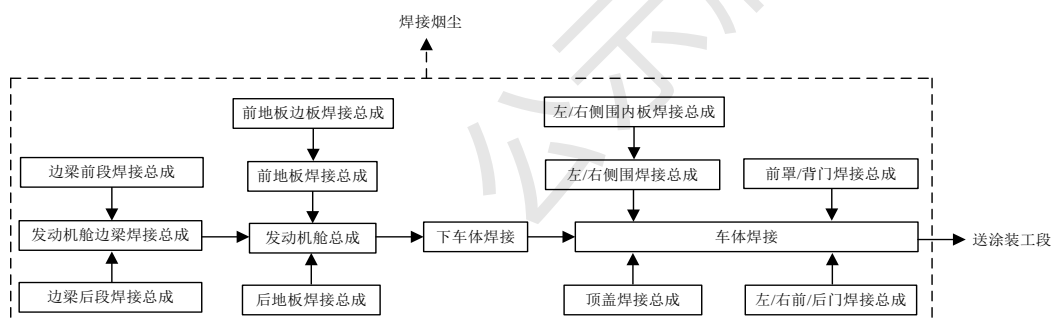 焊接烟尘
前地板边板焊接总成
左/右侧围内板焊接总成
边梁前段焊接总成
前地板焊接总成
左/右侧围焊接总成
前罩/背门焊接总成
发动机舱边梁焊接总成
发动机舱总成
下车体焊接
车体焊接
送涂装工段
边梁后段焊接总成
后地板焊接总成
顶盖焊接总成
左/右前/后门焊接总成
公示